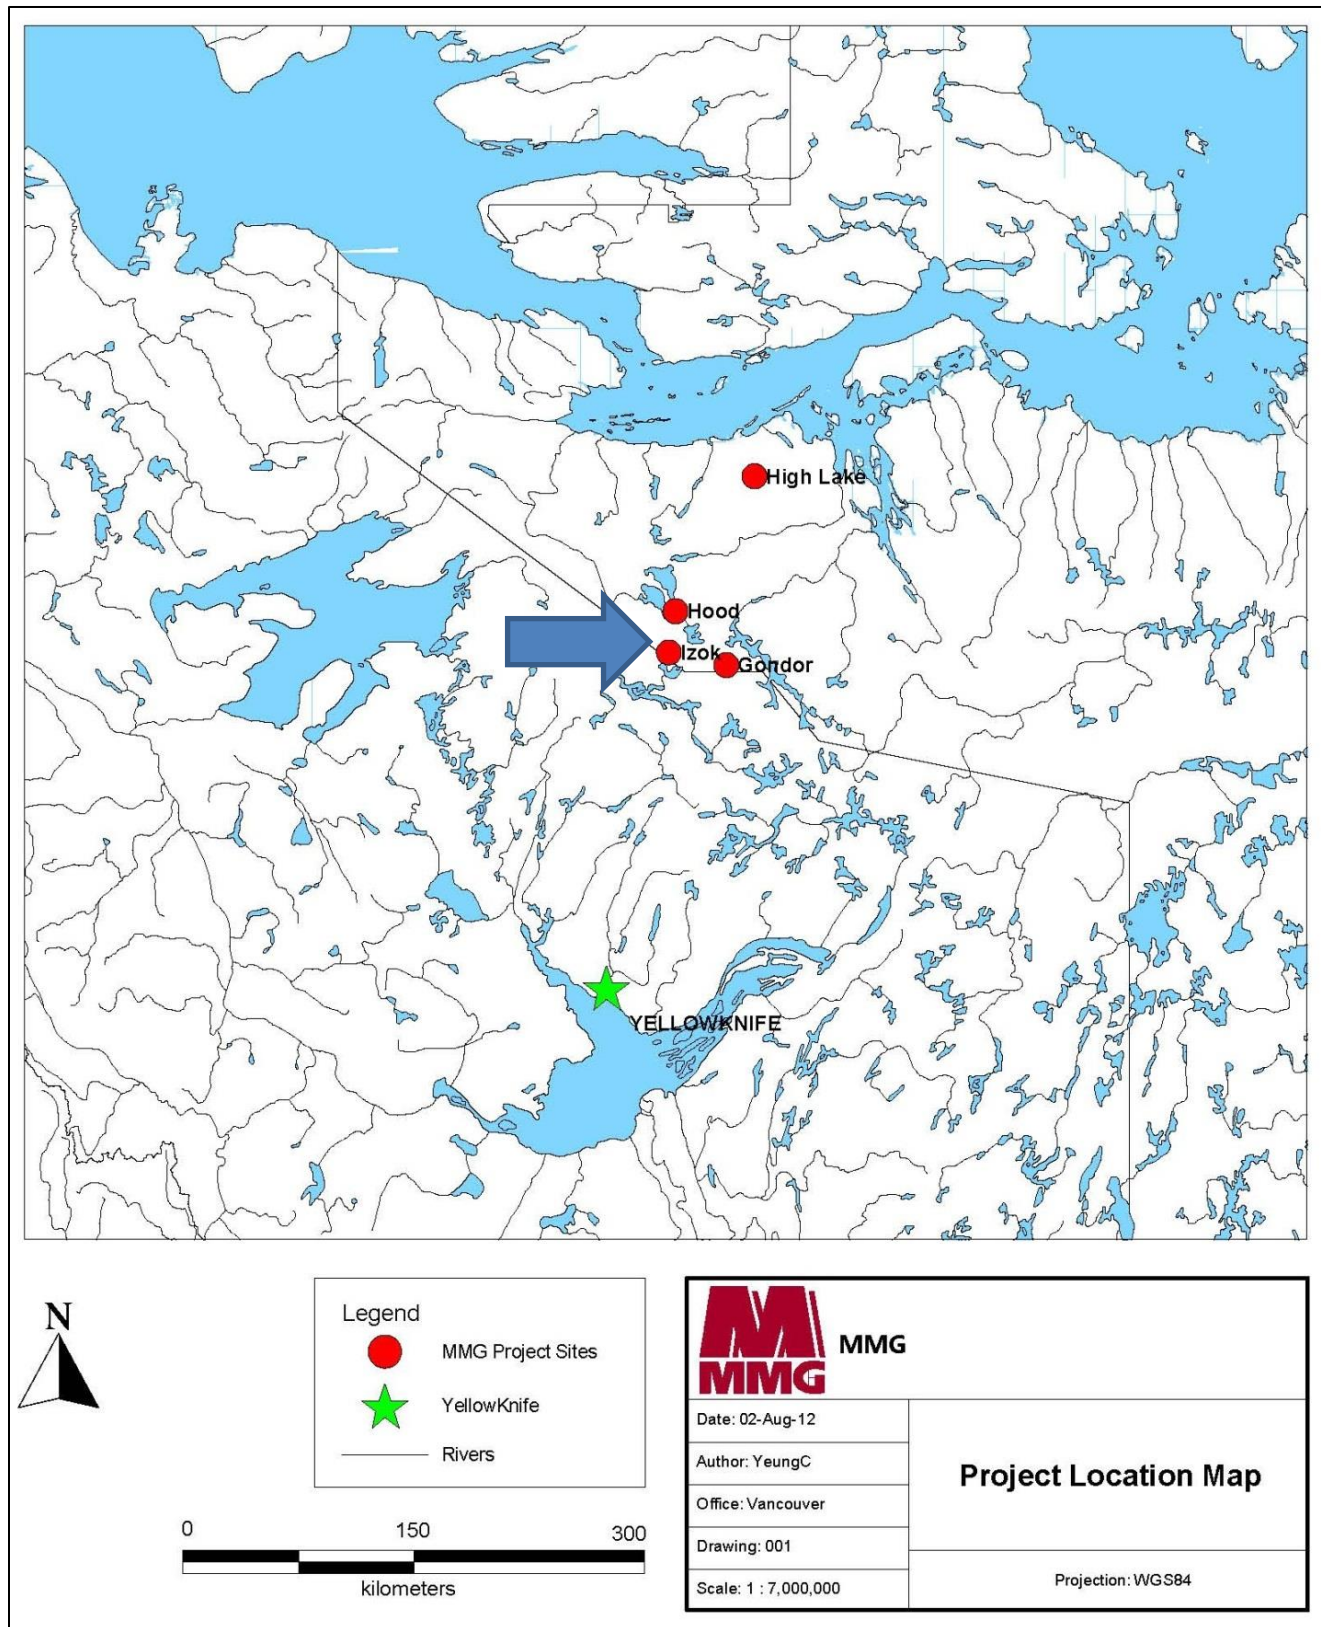 High Lake
Hood
Izok
Gondor
YELLOWKNIFE
N
Legend
MMG Project Sites
YellowKnife
Rivers
0 150 300
kilometers
MMG
MMG
Date: 02-Aug-12
Author: YeungC
Office: Vancouver
Drawing: 001
Scale: 1 : 7,000,000
Project Location Map
Projection: WGS84